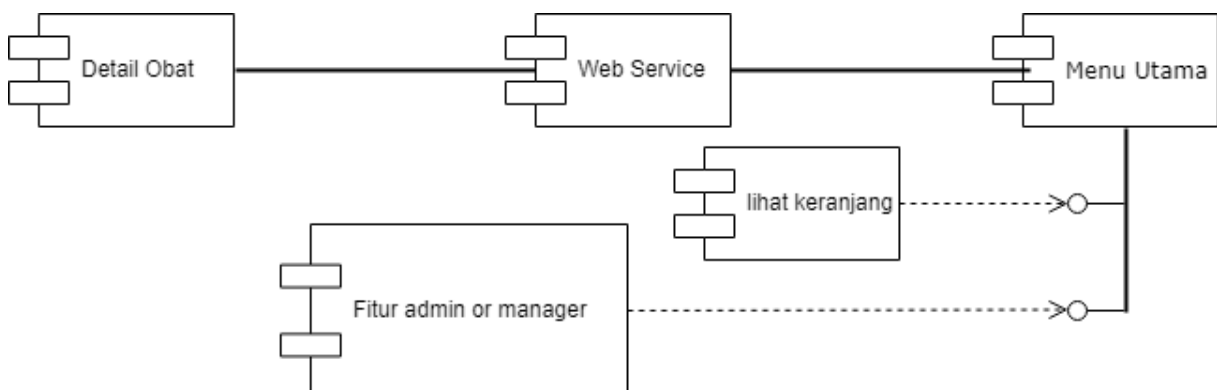 Detail Obat
Web Service
Menu Utama
lihat keranjang
Fitur admin or manager